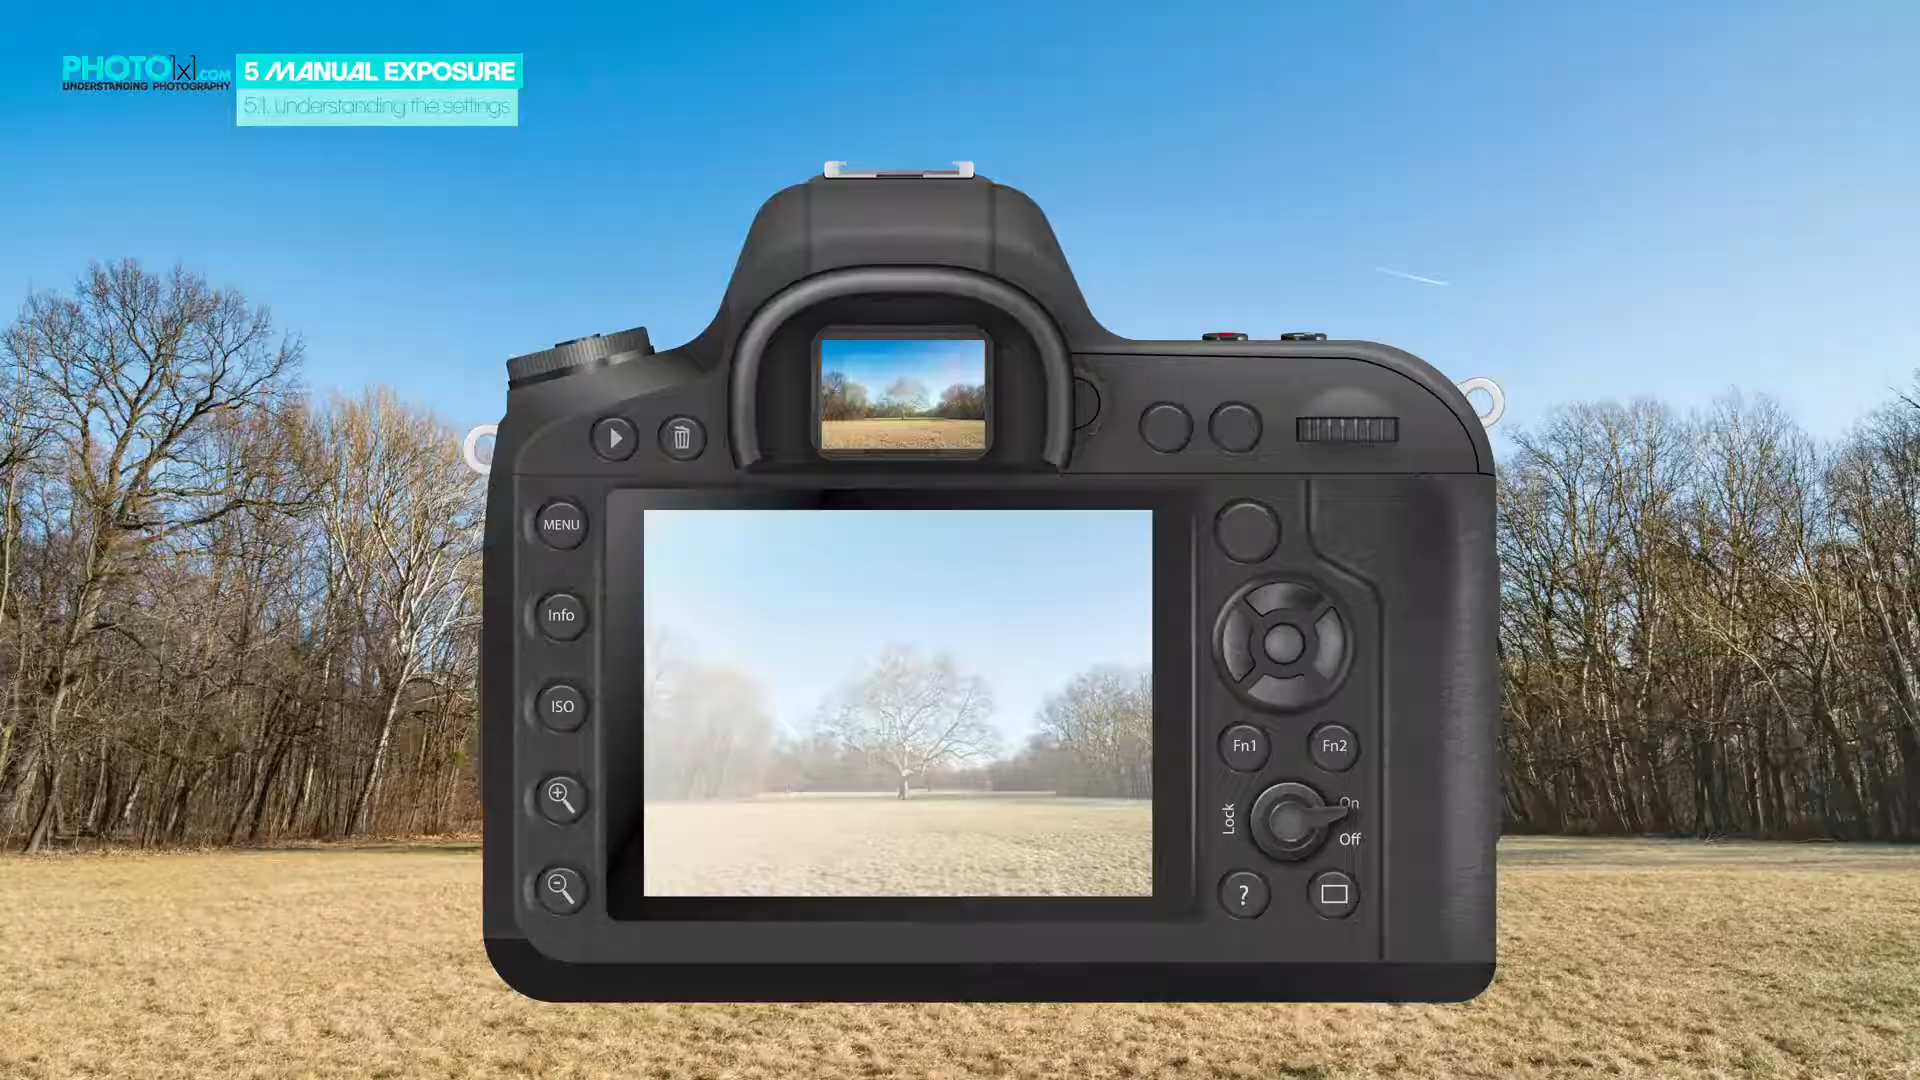 PHOTO1x1.COM
UNDERSTANDING PHOTOGRAPHY
5 MANUAL EXPOSURE
5.1. understanding the settings
MENU
Info
ISO
Fn1
Fn2
Lock
On
Off
?